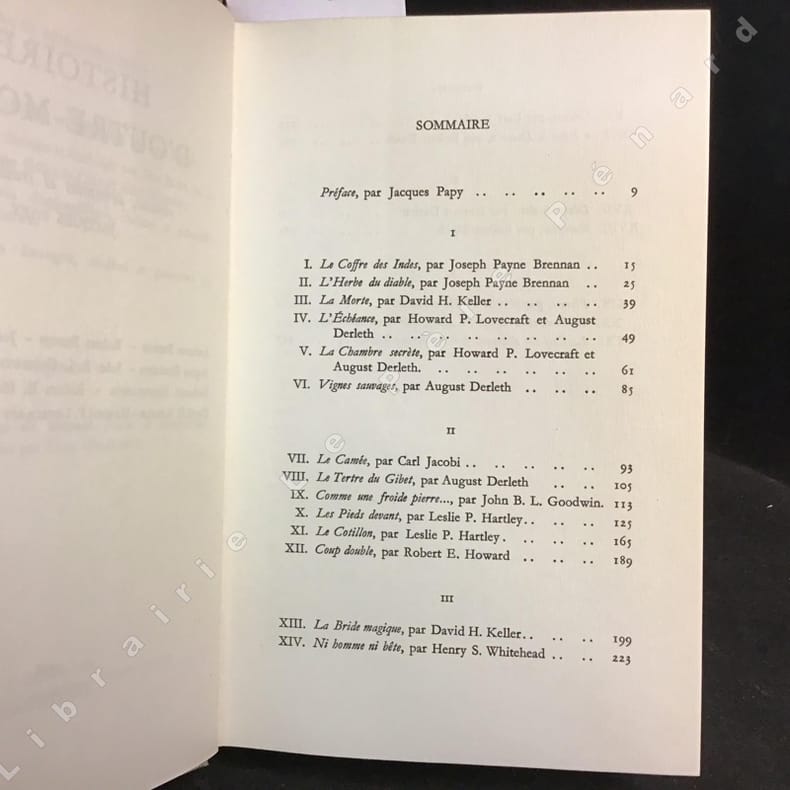 HISTOIRE
D'OUTRE MO
SOMMAIRE
Préface, par Jacques Papy .. .. .. .. .. 9
I
I. Le Coffre des Indes, par Joseph Payne Brennan .. 15
II. L'Herbe du diable, par Joseph Payne Brennan .. 25
III. La Morte, par David H. Keller .. .. .. .. .. 39
IV. L'Échéance, par Howard P. Lovecraft et August
Derleth .. .. .. .. .. .. .. .. .. 49
V. La Chambre secrète, par Howard P. Lovecraft et
August Derleth. .. .. .. .. .. .. .. 61
VI. Vignes sauvages, par August Derleth .. .. .. 85
II
VII. Le Camée, par Carl Jacobi .. .. .. .. .. 93
VIII. Le Tertre du Gibet, par August Derleth .. .. 105
IX. Comme une froide pierre..., par John B. L. Goodwin. 113
X. Les Pieds devant, par Leslie P. Hartley.. .. .. 125
XI. Le Cotillon, par Leslie P. Hartley. .. .. .. .. 165
XII. Coup double, par Robert E. Howard .. .. .. 189
III
XIII. La Bride magique, par David H. Keller.. .. .. 199
XIV. Ni homme ni bête, par Henry S. Whitehead .. .. 223
Librairie Le Père Pénard